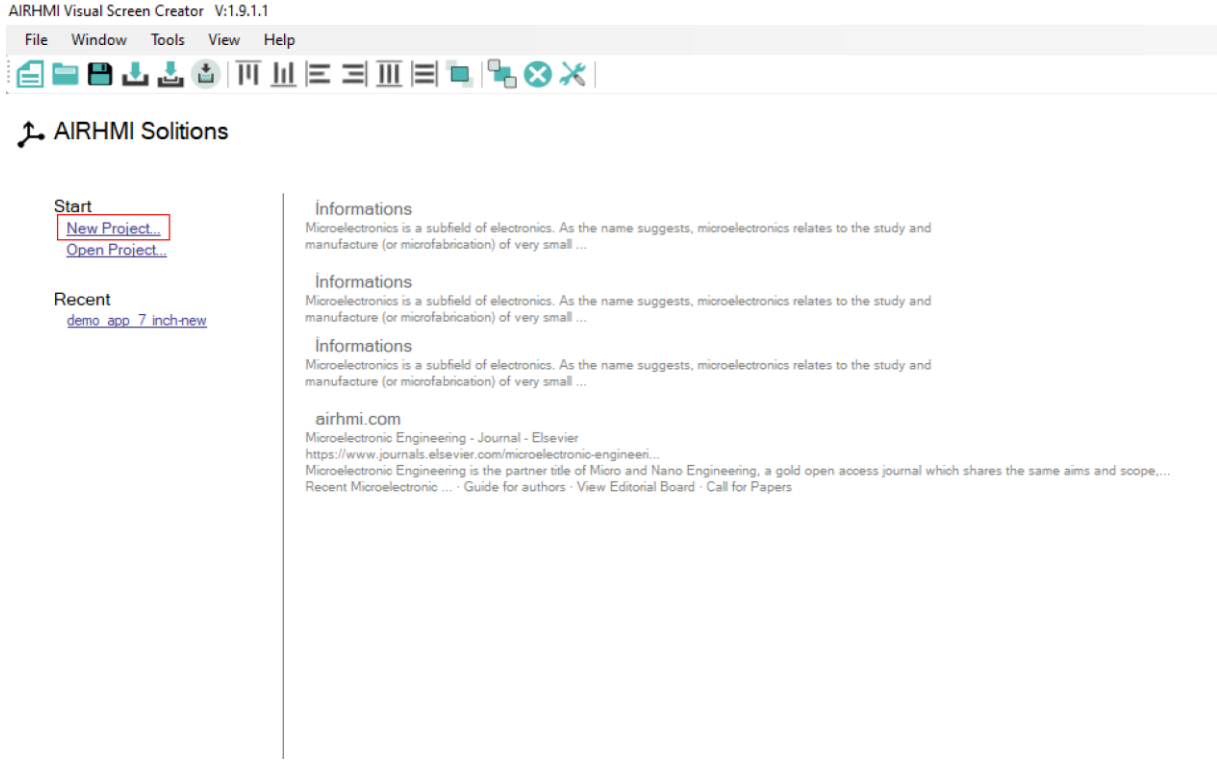 AIRHMI Visual Screen Creator V:1.9.1.1
File Window Tools View Help
AIRHMI Solitions
Start
New Project...
Open Project...
Recent
demo_app_7_inch-new
İnformations
Microelectronics is a subfield of electronics. As the name suggests, microelectronics relates to the study and
manufacture (or microfabrication) of very small ...
İnformations
Microelectronics is a subfield of electronics. As the name suggests, microelectronics relates to the study and
manufacture (or microfabrication) of very small ...
İnformations
Microelectronics is a subfield of electronics. As the name suggests, microelectronics relates to the study and
manufacture (or microfabrication) of very small ...
airhmi.com
Microelectronic Engineering - Journal - Elsevier
https://www.journals.elsevier.com/microelectronic-engineeri...
Microelectronic Engineering is the partner title of Micro and Nano Engineering, a gold open access journal which shares the same aims and scope,...
Recent Microelectronic ... · Guide for authors · View Editorial Board · Call for Papers